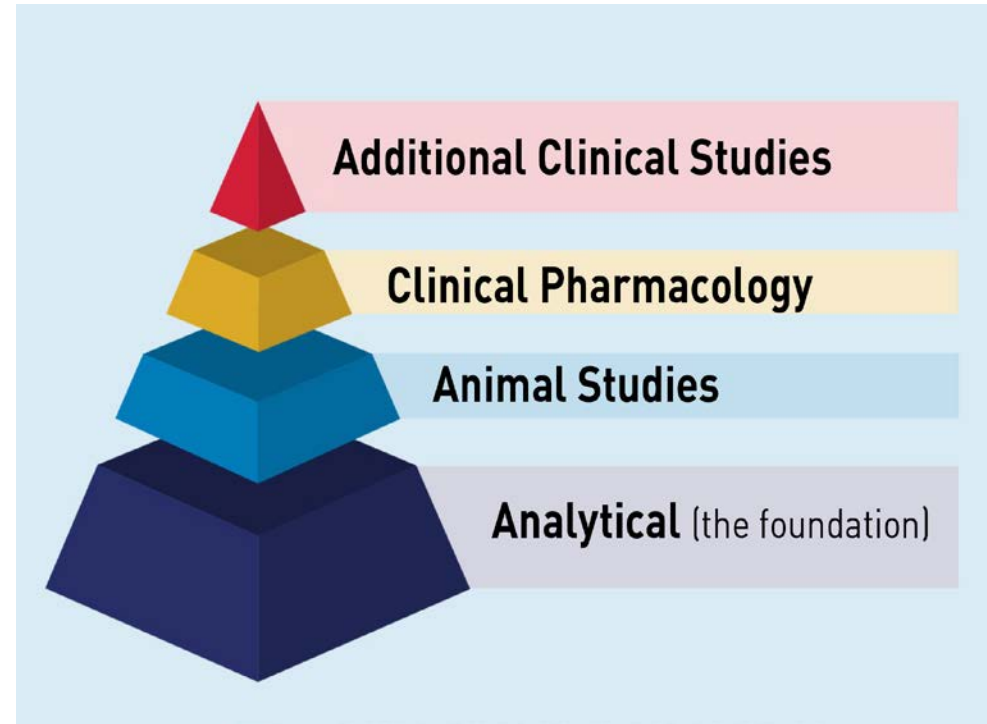 Additional Clinical Studies
Clinical Pharmacology
Animal Studies
Analytical (the foundation)